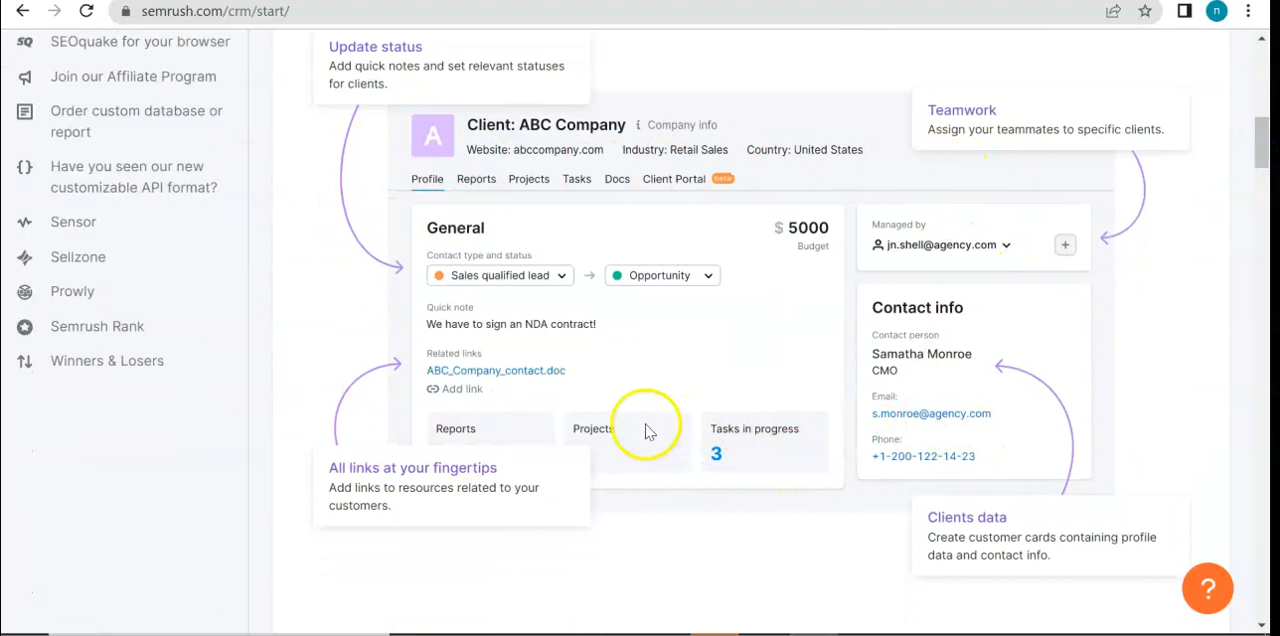 semrush.com/crm/start/
n
SEOquake for your browser
Join our Affiliate Program
Order custom database or
report
Have you seen our new
customizable API format?
Sensor
Sellzone
Prowly
Semrush Rank
Winners & Losers
Update status
Add quick notes and set relevant statuses
for clients.
A
Client: ABC Company
i Company info
Website: abccompany.com Industry: Retail Sales Country: United States
Profile Reports Projects Tasks Docs Client Portal beta
Teamwork
Assign your teammates to specific clients.
General
$ 5000
Budget
Contact type and status
Sales qualified lead → Opportunity
Quick note
We have to sign an NDA contract!
Related links
ABC_Company_contact.doc
Add link
Reports
Projects
Tasks in progress
3
Managed by
jn.shell@agency.com
+
Contact info
Contact person
Samatha Monroe
CMO
Email:
s.monroe@agency.com
Phone:
+1-200-122-14-23
All links at your fingertips
Add links to resources related to your
customers.
Clients data
Create customer cards containing profile
data and contact info.
?